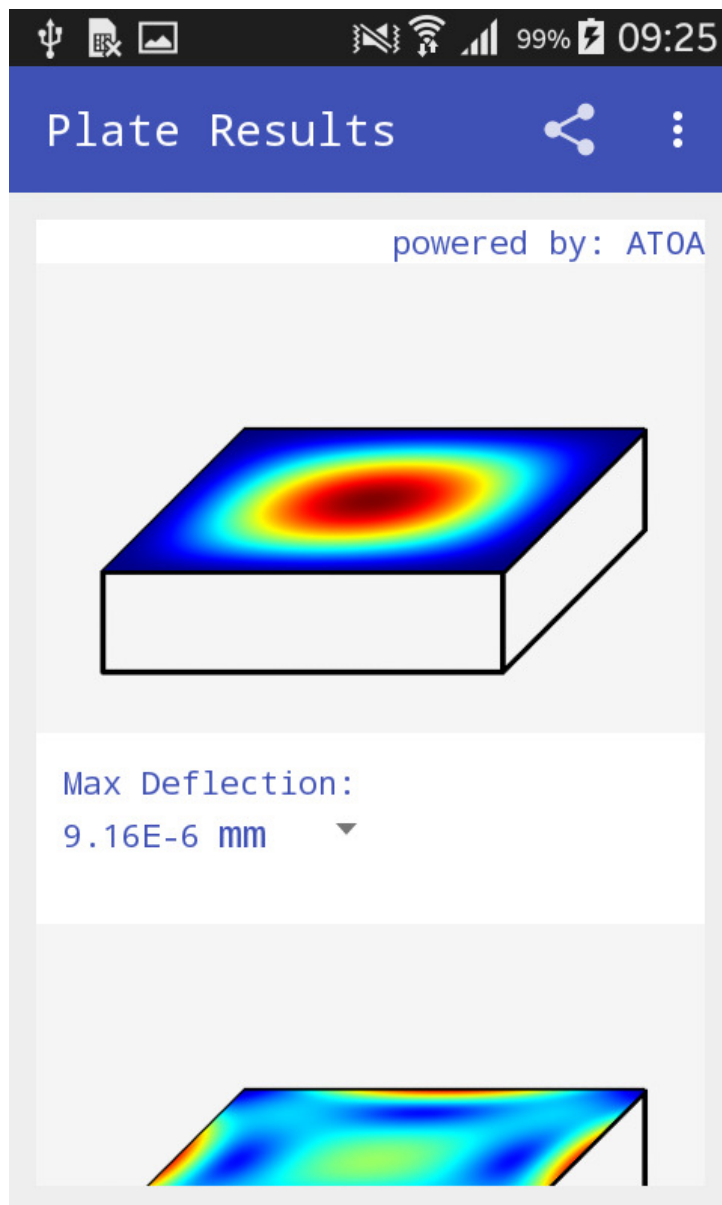 99% 09:25
Plate Results
powered by: ATOA
Max Deflection:
9.16E-6 mm